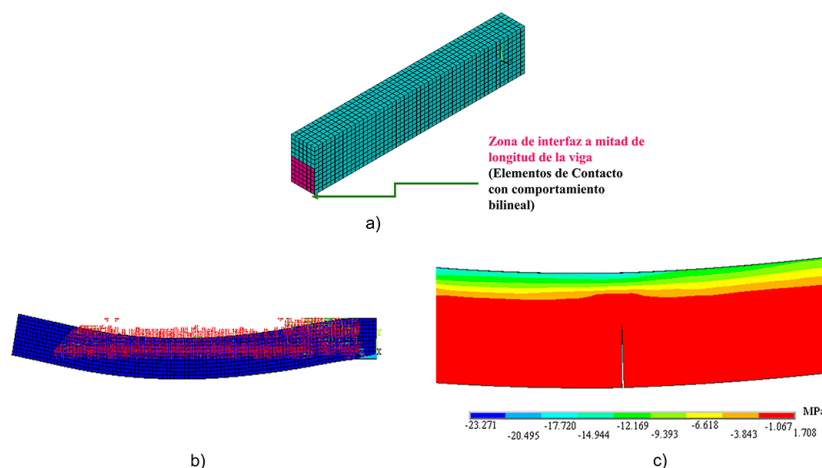 Zona de interfaz a mitad de
longitud de la viga
(Elementos de Contacto
con comportamiento
bilineal)
a)
X
MPa
-23.271 -17.720 -12.169 -6.618 -1.067
-20.495 -14.944 -9.393 -3.843 1.708
b)
c)